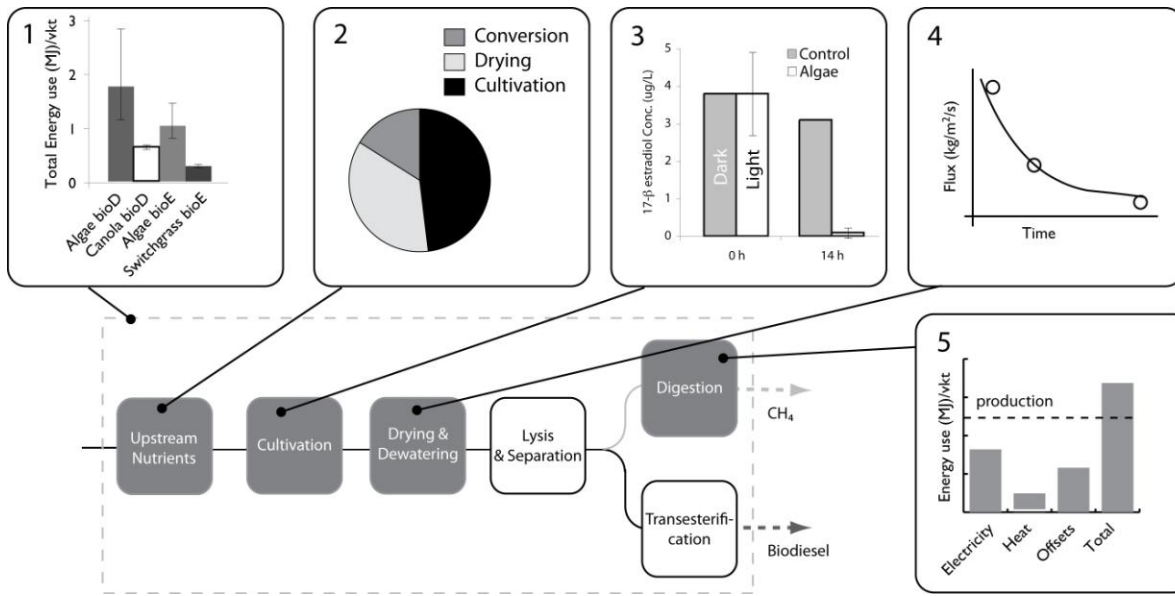 1
3
2
1
0
Total Energy use (MJ)/vkt
Algae bioD
Canola bioD
Algae bioE
Switchgrass bioE
2
Conversion
Drying
Cultivation
3
Control
Algae
5
4
3
2
1
0
17-β estradiol Conc. (ug/L)
Dark
Light
0 h
14 h
4
Flux (kg/m²/s)
Time
5
Energy use (MJ)/vkt
production
Electricity
Heat
Offsets
Total
Upstream
Nutrients
Cultivation
Drying &
Dewatering
Lysis
& Separation
Digestion
CH₄
Transesterifi-
cation
Biodiesel